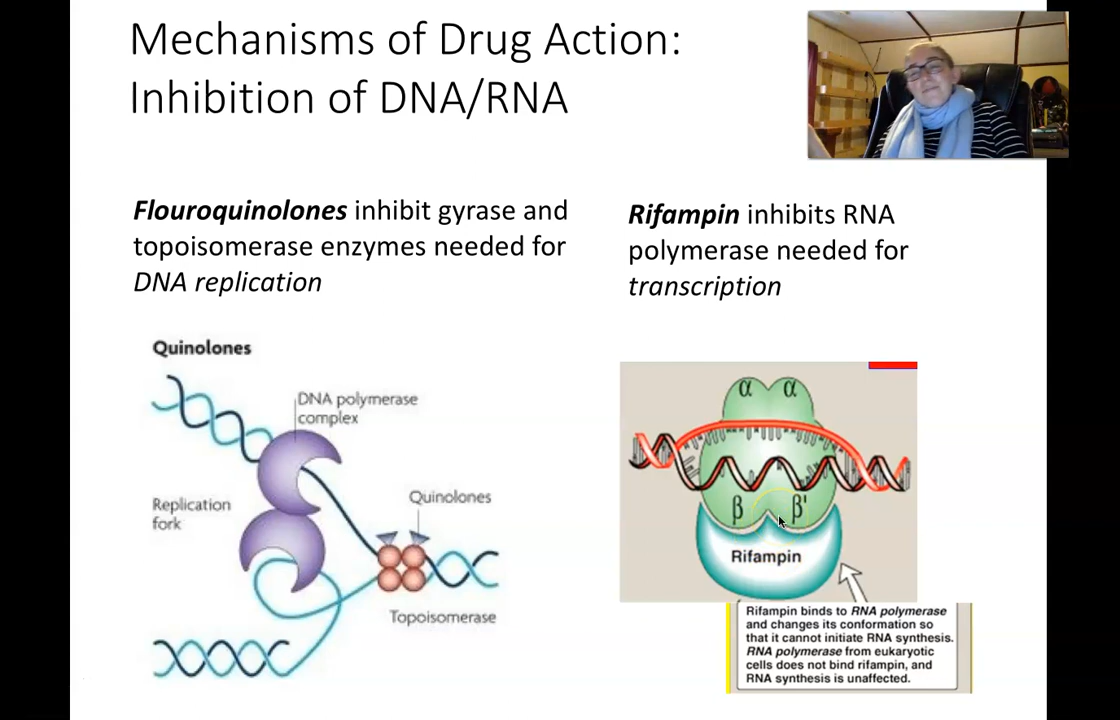 Mechanisms of Drug Action:
Inhibition of DNA/RNA
Flouroquinolones inhibit gyrase and
topoisomerase enzymes needed for
DNA replication
Rifampin inhibits RNA
polymerase needed for
transcription
Quinolones
DNA polymerase
complex
Replication
fork
Quinolones
Topoisomerase
α α
β β'
Rifampin
Rifampin binds to RNA polymerase
and changes its conformation so
that it cannot initiate RNA synthesis.
RNA polymerase from eukaryotic
cells does not bind rifampin, and
RNA synthesis is unaffected.